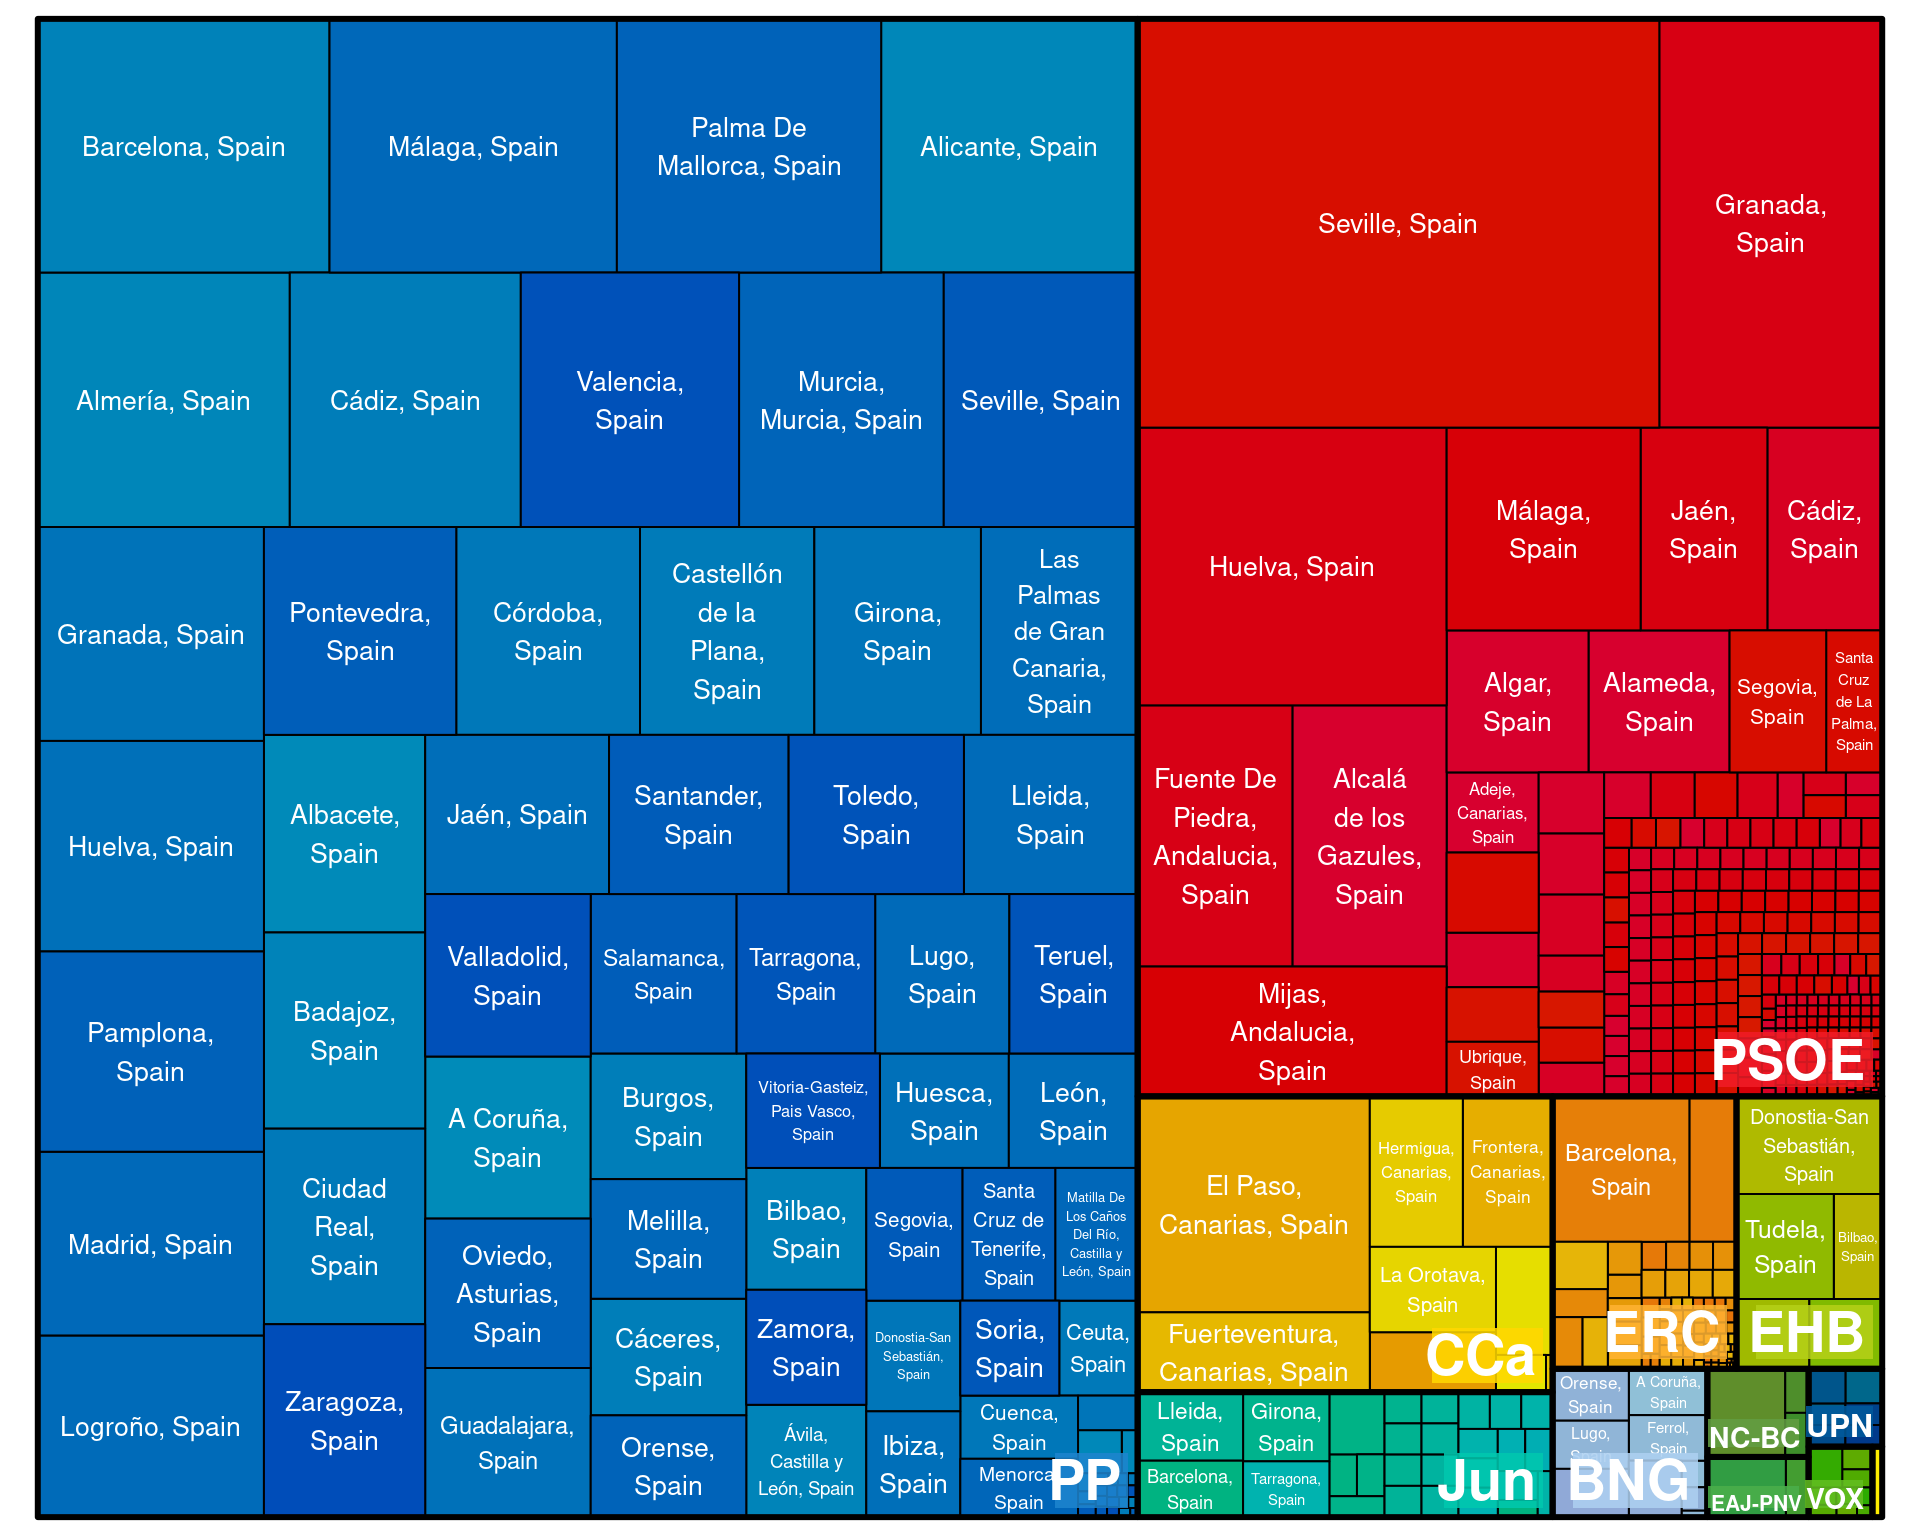 Barcelona, Spain
Málaga, Spain
Palma De
Mallorca, Spain
Alicante, Spain
Almería, Spain
Cádiz, Spain
Valencia,
Spain
Murcia,
Murcia, Spain
Seville, Spain
Granada, Spain
Pontevedra,
Spain
Córdoba,
Spain
Castellón
de la
Plana,
Spain
Girona,
Spain
Las
Palmas
de Gran
Canaria,
Spain
Huelva, Spain
Albacete,
Spain
Jaén, Spain
Santander,
Spain
Toledo,
Spain
Lleida,
Spain
Pamplona,
Spain
Badajoz,
Spain
Valladolid,
Spain
Salamanca,
Spain
Tarragona,
Spain
Lugo,
Spain
Teruel,
Spain
Madrid, Spain
Ciudad
Real,
Spain
A Coruña,
Spain
Burgos,
Spain
Vitoria-Gasteiz,
Pais Vasco,
Spain
Huesca,
Spain
León,
Spain
Oviedo,
Asturias,
Spain
Melilla,
Spain
Bilbao,
Spain
Segovia,
Spain
Santa
Cruz de
Tenerife,
Spain
Matilla De
Los Caños
Del Río,
Castilla y
León, Spain
Logroño, Spain
Zaragoza,
Spain
Guadalajara,
Spain
Cáceres,
Spain
Orense,
Spain
Zamora,
Spain
Ávila,
Castilla y
León, Spain
Donostia-San
Sebastián,
Spain
Ibiza,
Spain
Soria,
Spain
Ceuta,
Spain
Cuenca,
Spain
Menorca
Spain
PP
Seville, Spain
Granada,
Spain
Huelva, Spain
Málaga,
Spain
Jaén,
Spain
Cádiz,
Spain
Algar,
Spain
Alameda,
Spain
Segovia,
Spain
Santa
Cruz
de La
Palma,
Spain
Fuente De
Piedra,
Andalucia,
Spain
Alcalá
de los
Gazules,
Spain
Adeje,
Canarias,
Spain
Mijas,
Andalucia,
Spain
Ubrique,
Spain
PSOE
El Paso,
Canarias, Spain
Hermigua,
Canarias,
Spain
Frontera,
Canarias,
Spain
La Orotava,
Spain
Fuerteventura,
Canarias, Spain
CCa
Barcelona,
Spain
ERC
Donostia-San
Sebastián,
Spain
Tudela,
Spain
Bilbao,
Spain
EHB
Lleida,
Spain
Girona,
Spain
Barcelona,
Spain
Tarragona,
Spain
Jun
Orense,
Spain
A Coruña,
Spain
Lugo,
Ferrol,
Spain
BNG
NC-BC
UPN
EAJ-PNV
VOX